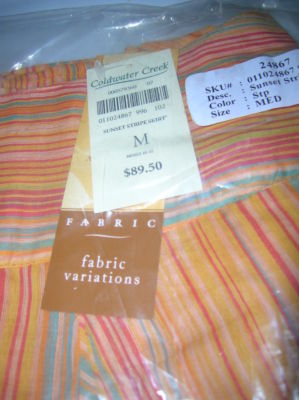 Coldwater Creek
011024867 996 102
SUNSET STRIPE SKIRT
M
$89.50
FABRIC
fabric
variations
24867
SKU# : 011024867
Desc. : Sunset Str
Color : Stp
Size : MED